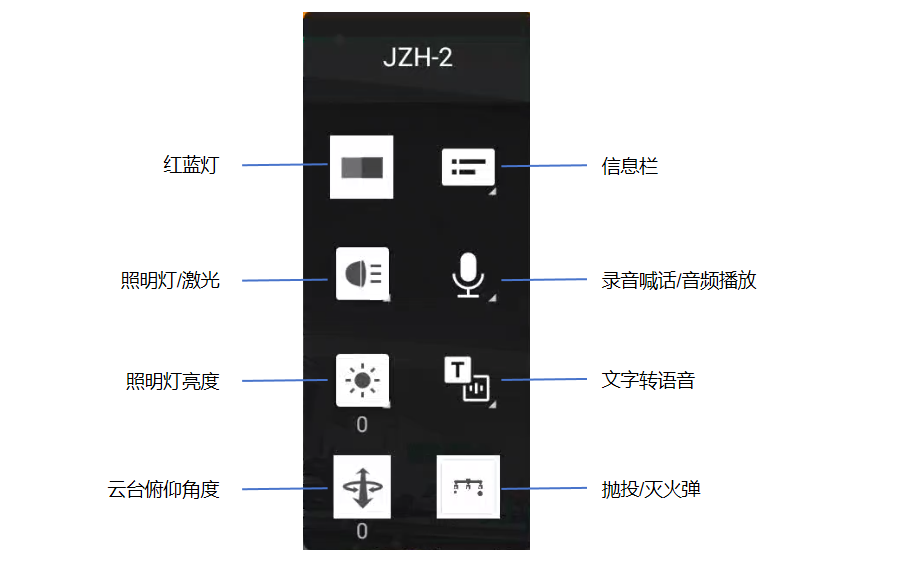 JZH-2
红蓝灯
信息栏
照明灯/激光
录音喊话/音频播放
照明灯亮度
T
文字转语音
0
云台俯仰角度
抛投/灭火弹
0